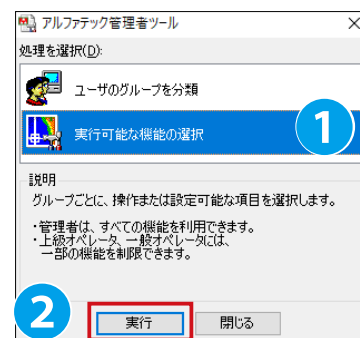 アルファテック管理者ツール
処理を選択(D):
ユーザのグループを分類
実行可能な機能の選択
1
説明
グループごとに、操作または設定可能な項目を選択します。
・管理者は、すべての機能を利用できます。
・上級オペレータ、一般オペレータには、
一部の機能を制限できます。
2
実行
閉じる